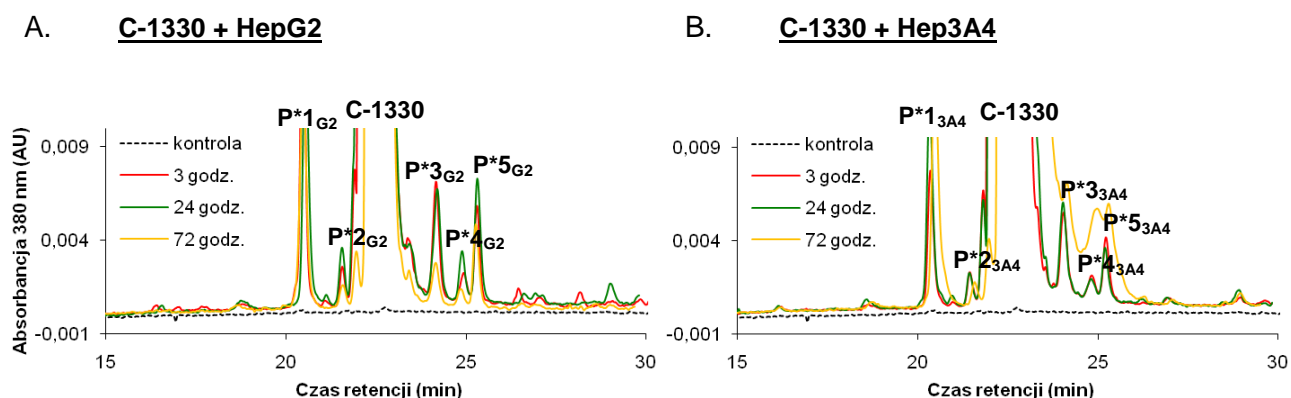 A. C-1330 + HepG2
B. C-1330 + Hep3A4
Absorbancja 380 nm (AU)
0,009
0,004
-0,001
kontrola
3 godz.
24 godz.
72 godz.
P*1G2
C-1330
P*2G2
P*3G2
P*4G2
P*5G2
15 20 25 30
Czas retencji (min)
0,009
0,004
-0,001
kontrola
3 godz.
24 godz.
72 godz.
P*13A4
C-1330
P*23A4
P*33A4
P*53A4
P*43A4
15 20 25 30
Czas retencji (min)